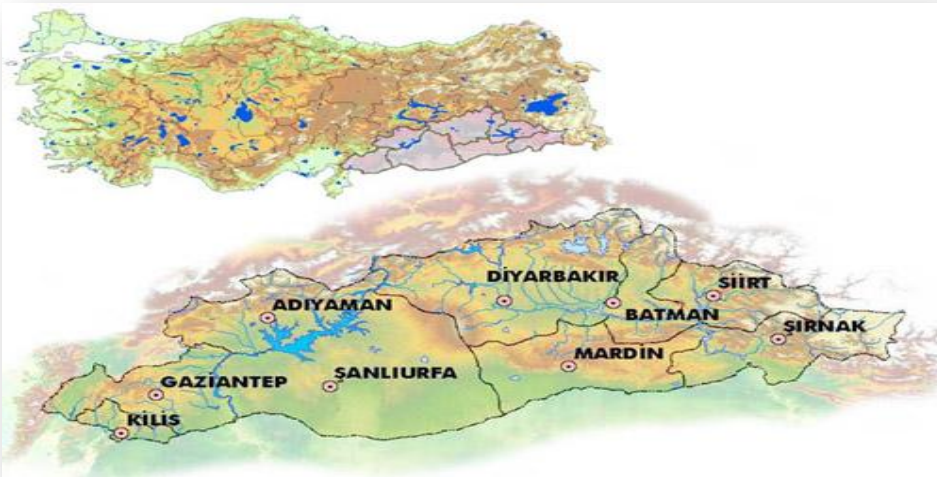 DİYARBAKIR
SİİRT
ADIYAMAN
BATMAN
ŞIRNAK
MARDİN
GAZİANTEP
ŞANLIURFA
KİLİS